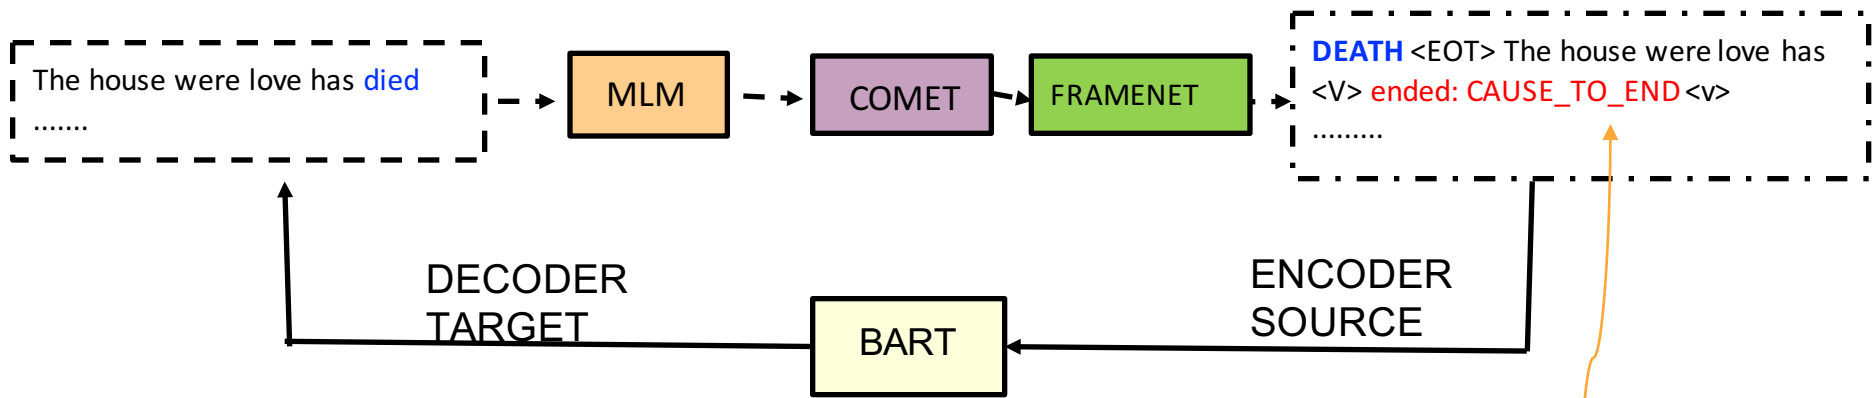 The house were love has died
.......
MLM
COMET
FRAMENET
DEATH <EOT> The house were love has
<V> ended: CAUSE_TO_END <v>
.........
DECODER
TARGET
BART
ENCODER
SOURCE